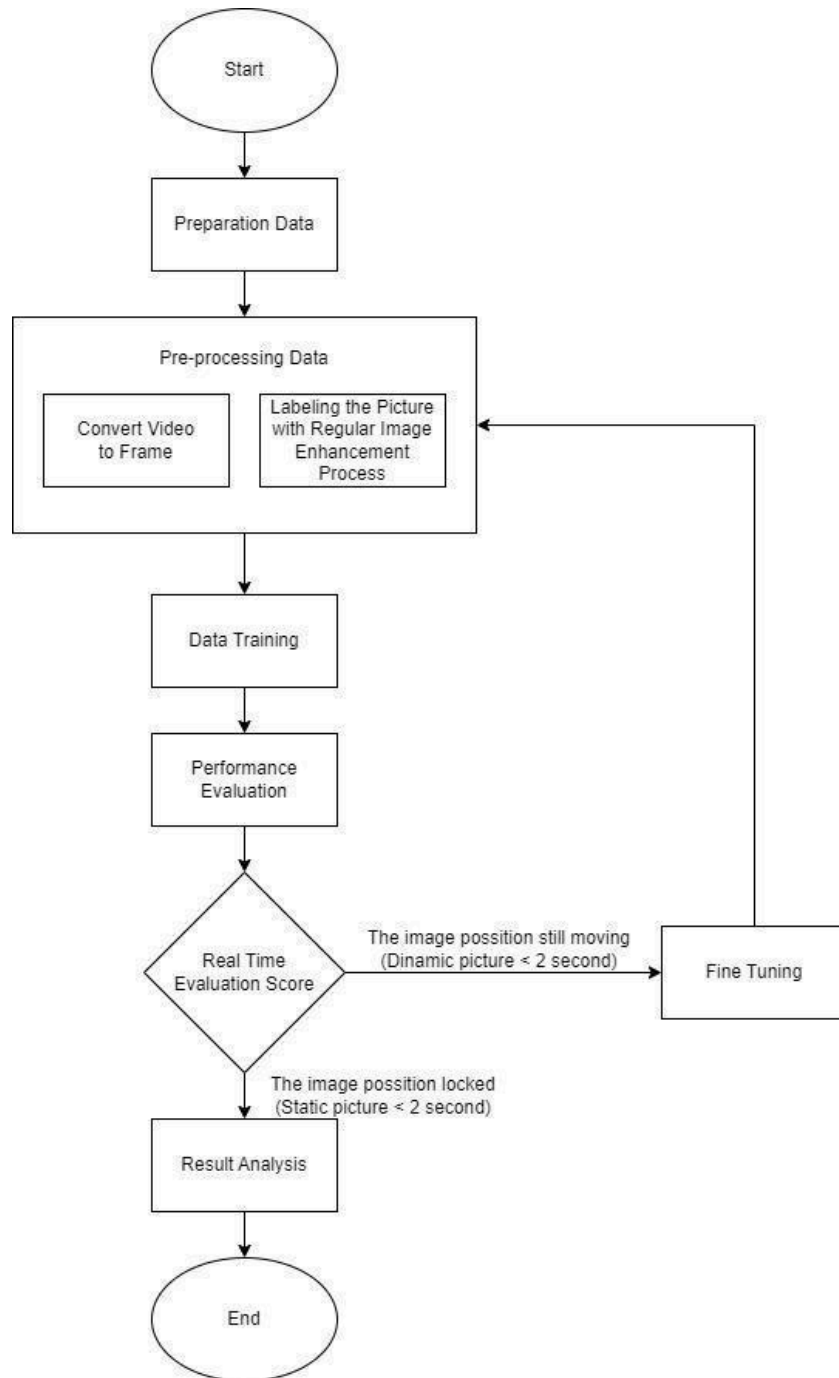 Start
Preparation Data
Pre-processing Data
Convert Video
to Frame
Labeling the Picture
with Regular Image
Enhancement
Process
Data Training
Performance
Evaluation
Real Time
Evaluation Score
The image possition still moving
(Dinamic picture < 2 second)
Fine Tuning
The image possition locked
(Static picture < 2 second)
Result Analysis
End